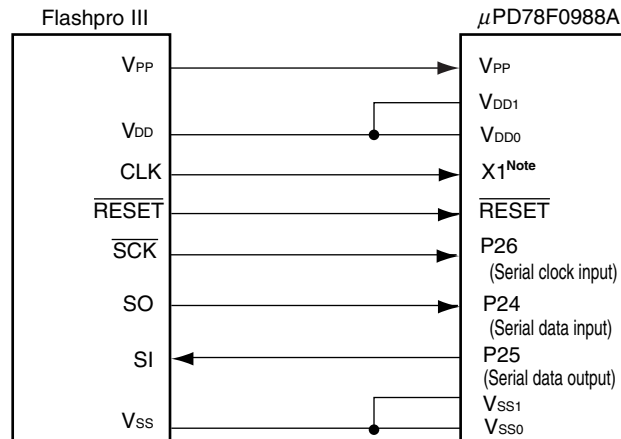 Flashpro III
μPD78F0988A
VPP
VPP
VDD1
VDD
VDD0
CLK
X1Note
RESET
RESET
SCK
P26
(Serial clock input)
SO
P24
(Serial data input)
SI
P25
(Serial data output)
VSS1
VSS
VSS0